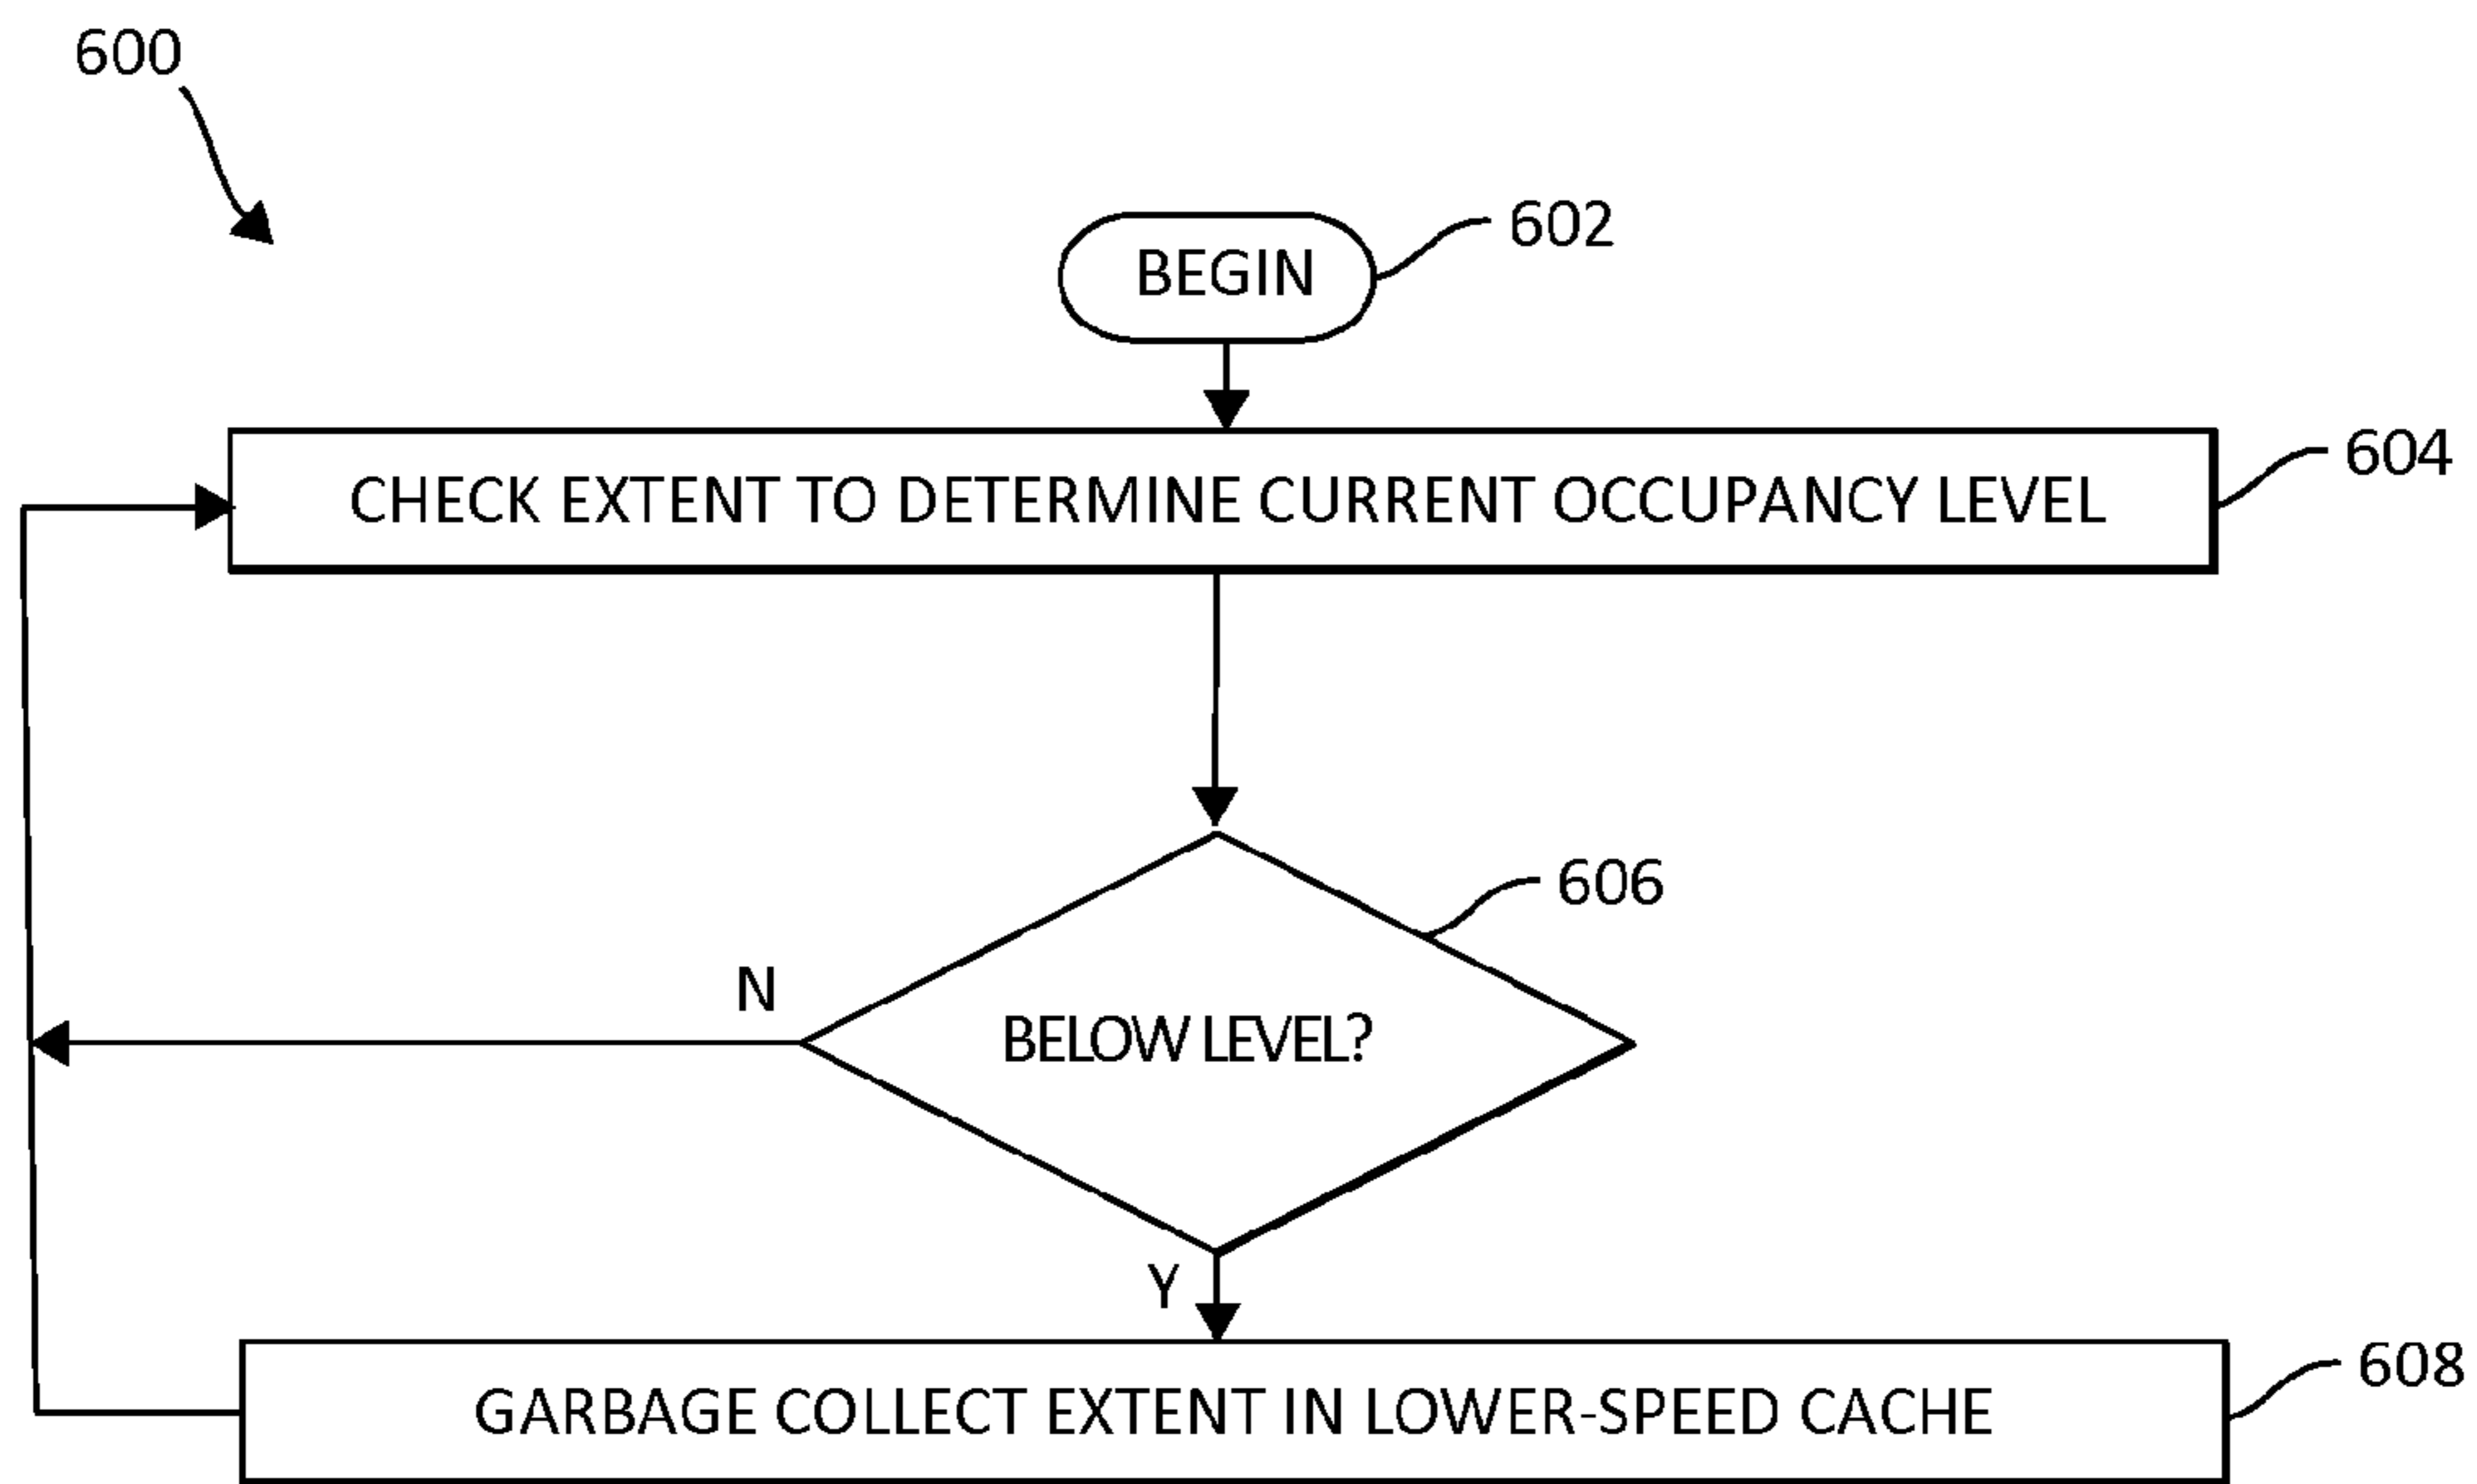 600
BEGIN
602
CHECK EXTENT TO DETERMINE CURRENT OCCUPANCY LEVEL
604
606
N
BELOW LEVEL?
Y
GARBAGE COLLECT EXTENT IN LOWER-SPEED CACHE
608